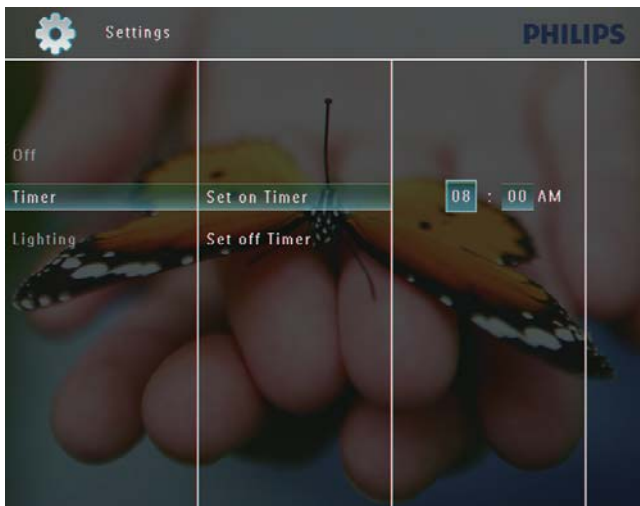 Settings
PHILIPS
Off
Timer
Set on Timer
08 : 00 AM
Lighting
Set off Timer